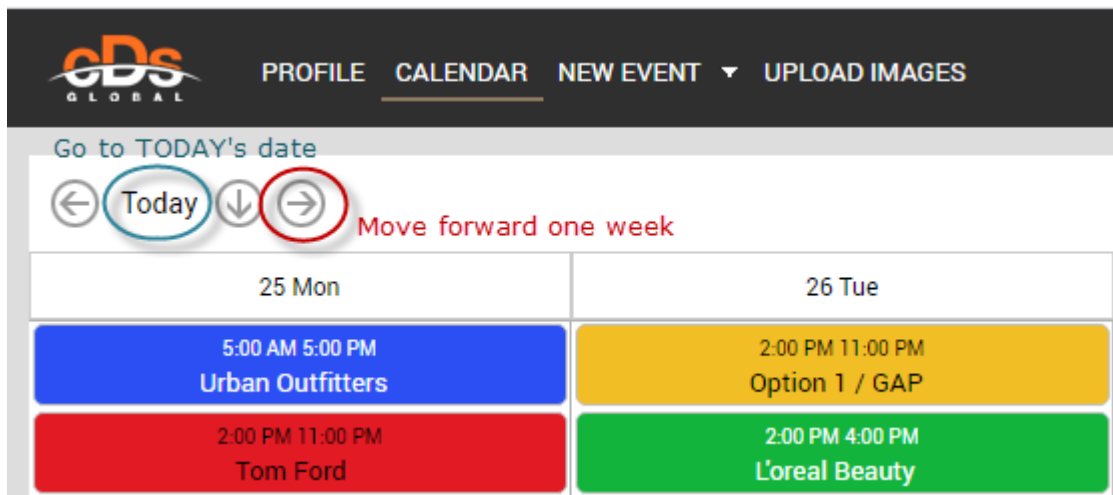 cDs
GLOBAL
PROFILE CALENDAR NEW EVENT UPLOAD IMAGES
Go to TODAY's date
Today
Move forward one week
25 Mon 26 Tue
5:00 AM 5:00 PM 2:00 PM 11:00 PM
Urban Outfitters Option 1 / GAP
2:00 PM 11:00 PM 2:00 PM 4:00 PM
Tom Ford L'oreal Beauty